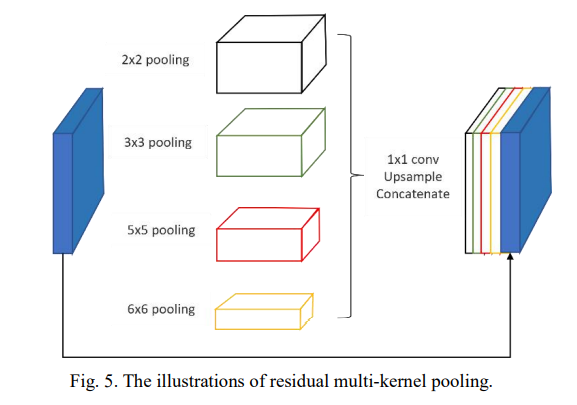 2x2 pooling
3x3 pooling
5x5 pooling
6x6 pooling
1x1 conv
Upsample
Concatenate
Fig. 5. The illustrations of residual multi-kernel pooling.